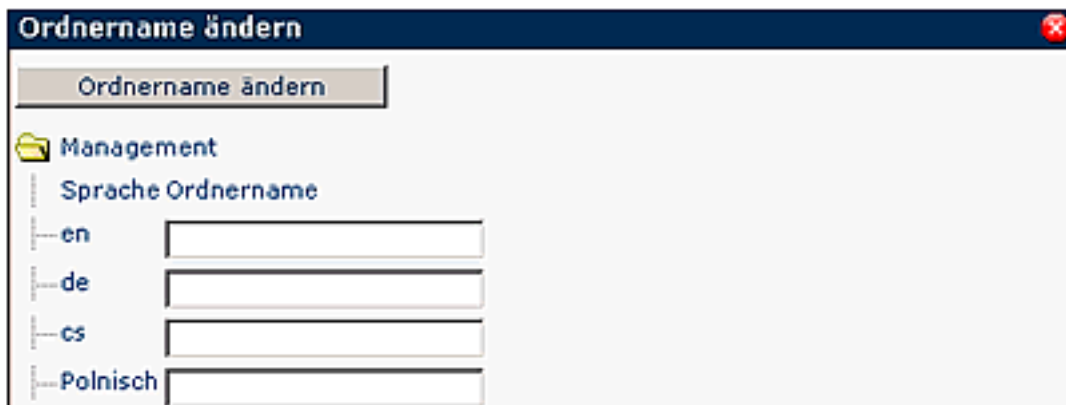 Ordnername ändern
Ordnername ändern
Management
Sprache Ordnername
en
de
cs
Polnisch